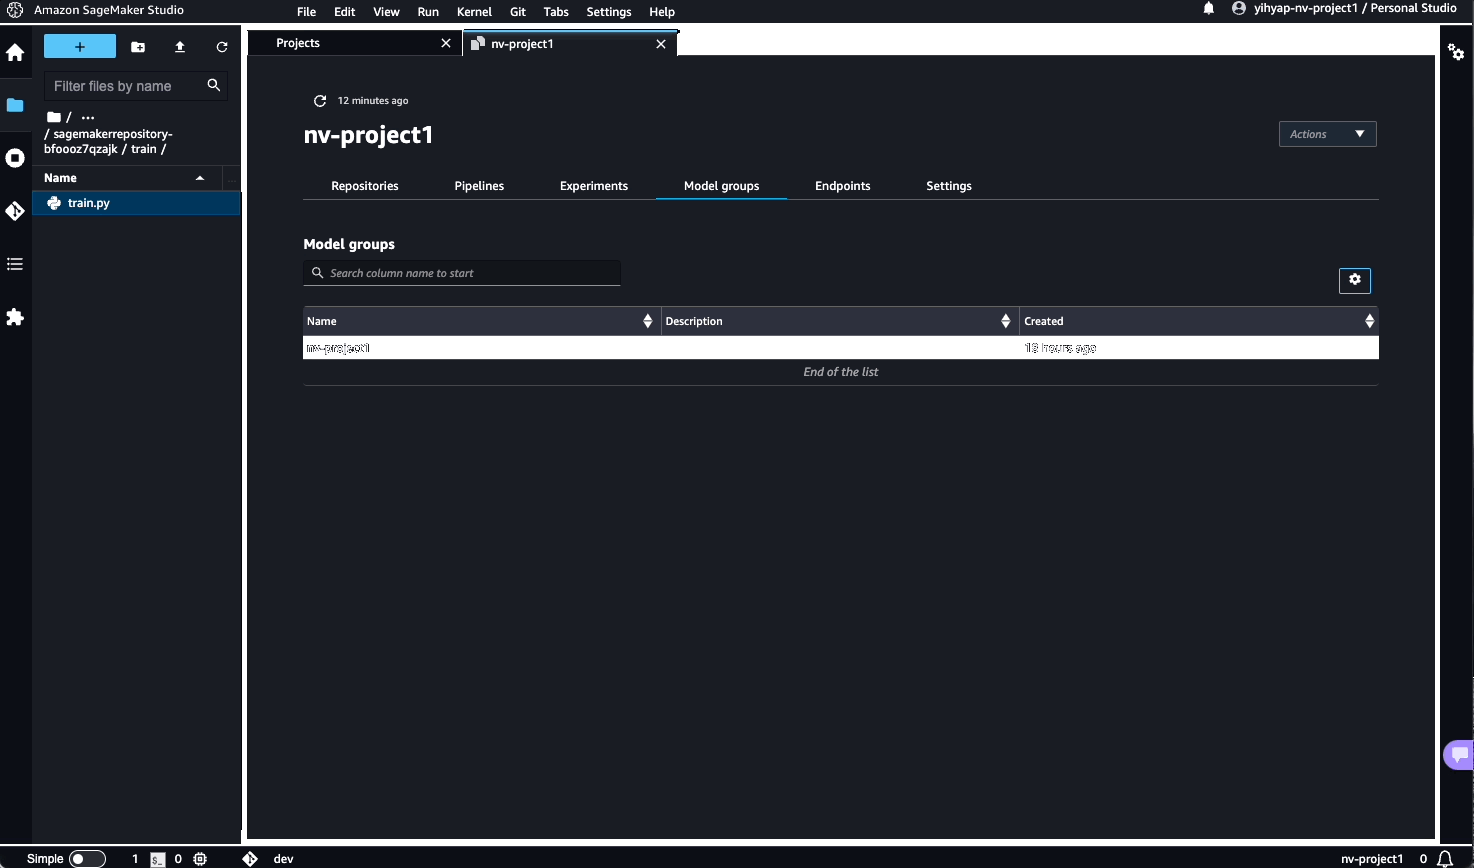 Amazon SageMaker Studio
File Edit View Run Kernel Git Tabs Settings Help
yihyap-nv-project1 / Personal Studio
+
Filter files by name
/ ...
/ sagemakerrepository-
bfoooz7qzajk / train /
Name
train.py
Projects
nv-project1
12 minutes ago
nv-project1
Actions
Repositories Pipelines Experiments Model groups Endpoints Settings
Model groups
Search column name to start
Name Description Created
nv-project1 hours ago
End of the list
Simple 1 $_ 0 dev
nv-project1 0